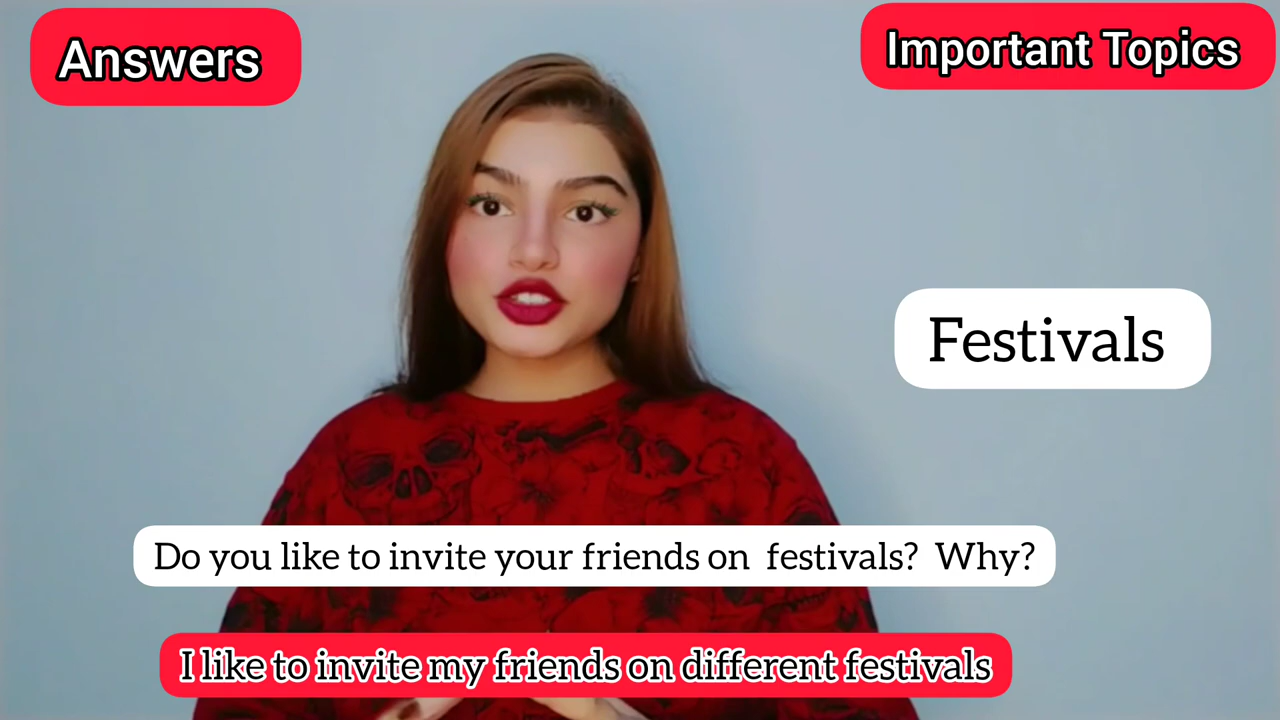 Answers
Important Topics
Festivals
Do you like to invite your friends on festivals? Why?
I like to invite my friends on different festivals